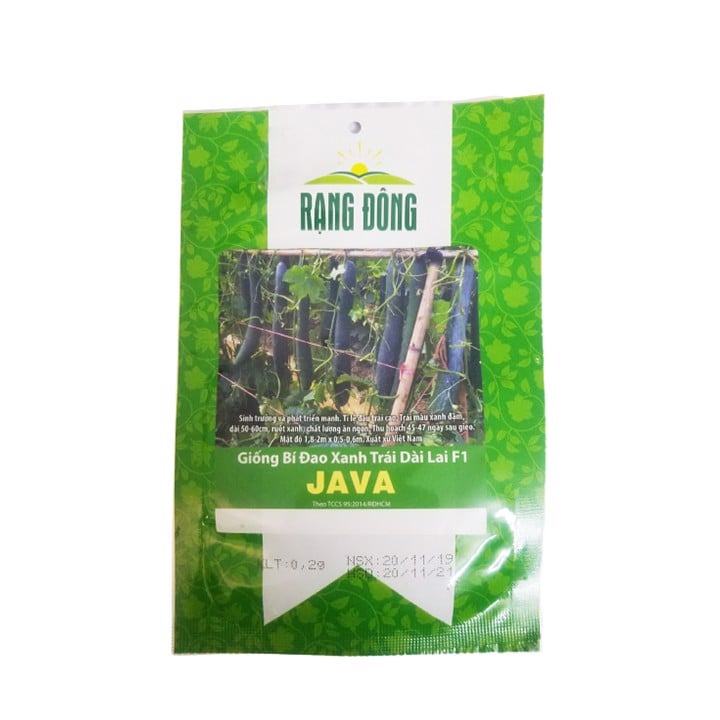 RẠNG ĐÔNG
Sinh trưởng và phát triển mạnh. Tỉ lệ đậu trái cao. Trái màu xanh đậm,
dài 50-60cm, ruột xanh, chất lượng ăn ngon. Thu hoạch 45-47 ngày sau gieo.
Mật độ 1,8-2m x 0,5-0,6m. Xuất xứ Việt Nam
Giống Bí Đao Xanh Trái Dài Lai F1
JAVA
Theo TCCS 95:2014/RĐHCM
KLT:0,2g NSX:20/11/19
HSD:20/11/21